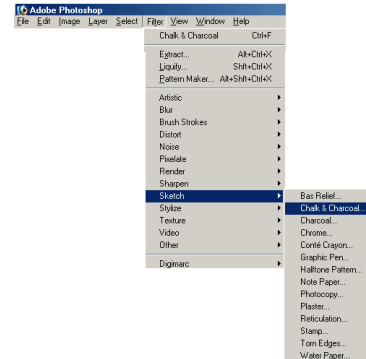 Adobe Photoshop
File Edit Image Layer Select Filter View Window Help
Chalk & Charcoal Ctrl+F
Extract... Alt+Ctrl+X
Liquify... Shft+Ctrl+X
Pattern Maker... Alt+Shft+Ctrl+X
Artistic
Blur
Brush Strokes
Distort
Noise
Pixelate
Render
Sharpen
Sketch
Stylize
Texture
Video
Other
Digimarc
Bas Relief...
Chalk & Charcoal...
Charcoal...
Chrome...
Conté Crayon...
Graphic Pen...
Halftone Pattern...
Note Paper...
Photocopy...
Plaster...
Reticulation...
Stamp...
Torn Edges...
Water Paper...